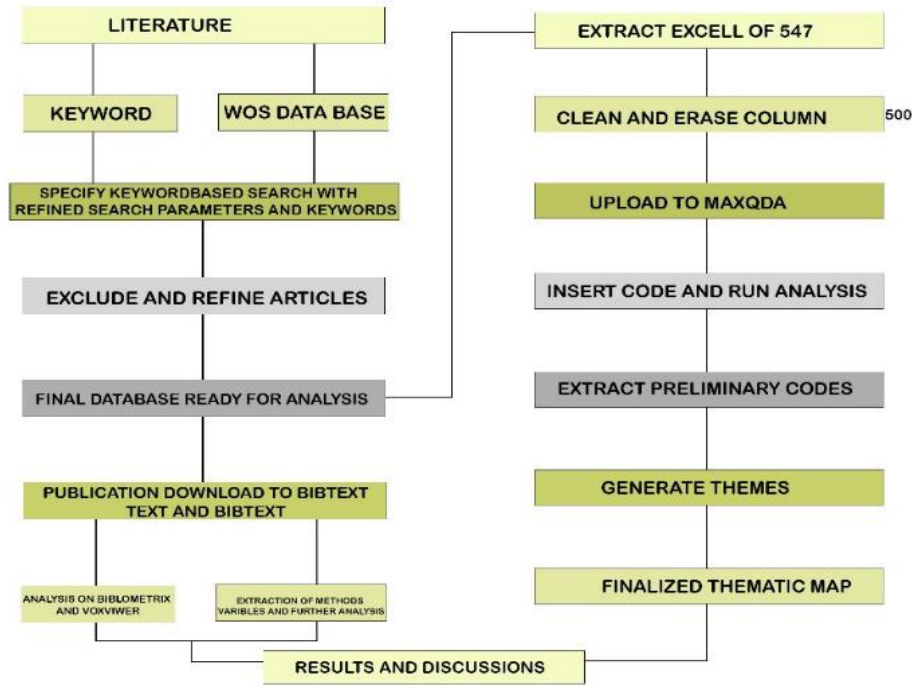 LITERATURE
KEYWORD
WOS DATA BASE
SPECIFY KEYWORDBASED SEARCH WITH
REFINED SEARCH PARAMETERS AND KEYWORDS
EXCLUDE AND REFINE ARTICLES
FINAL DATABASE READY FOR ANALYSIS
PUBLICATION DOWNLOAD TO BIBTEXT
TEXT AND BIBTEXT
ANALYSIS ON BIBLOMETRIX
AND VOXVIWER
EXTRACTION OF METHODS
VARIBLES AND FURTHER ANALYSIS
EXTRACT EXCELL OF 547
CLEAN AND ERASE COLUMN
500
UPLOAD TO MAXQDA
INSERT CODE AND RUN ANALYSIS
EXTRACT PRELIMINARY CODES
GENERATE THEMES
FINALIZED THEMATIC MAP
RESULTS AND DISCUSSIONS